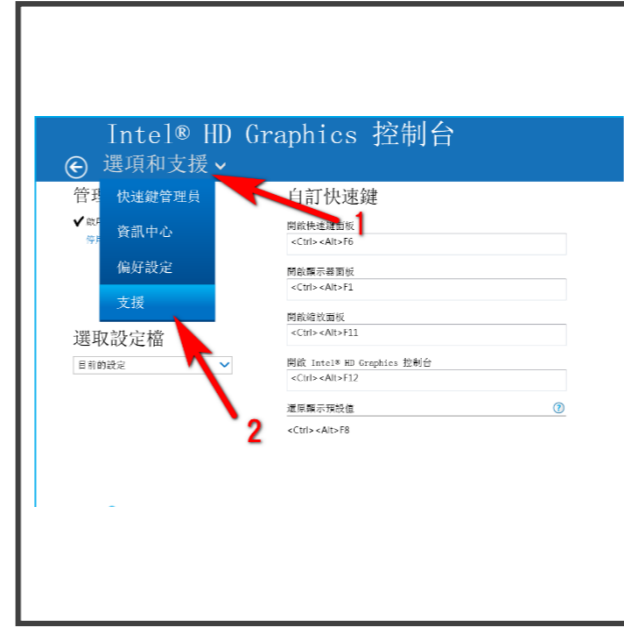 Intel® HD Graphics 控制台
選項和支援
管理
快速鍵管理員
資訊中心
偏好設定
支援
1
2
選取設定檔
目前的設定
自訂快速鍵
開啟快速鍵面板
<Ctrl><Alt>F6
開啟顯示器面板
<Ctrl><Alt>F1
開啟縮放面板
<Ctrl><Alt>F11
開啟 Intel® HD Graphics 控制台
<Ctrl><Alt>F12
還原顯示預設值
?
<Ctrl><Alt>F8